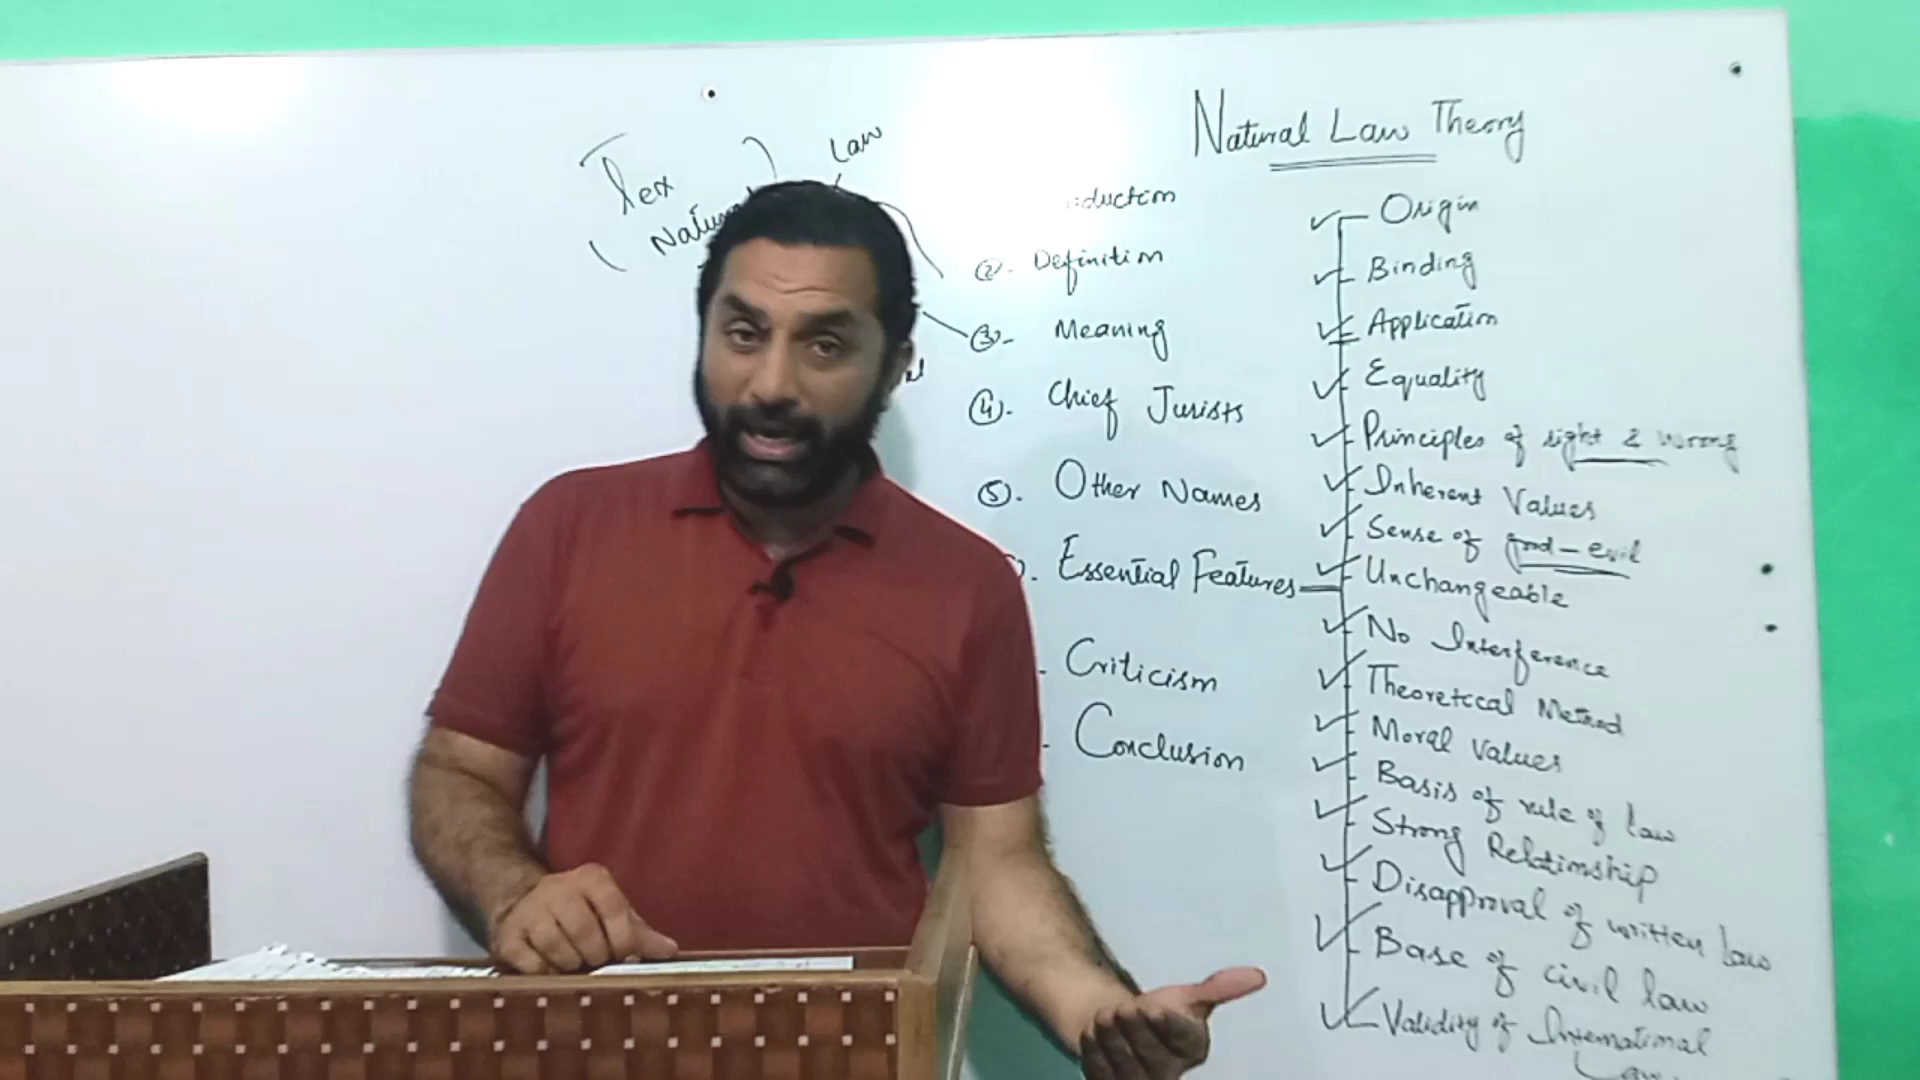 Natural Law Theory
Law
Lex
Natu
al
duction
②. Definition
③- Meaning
④. Chief Jurists
⑤. Other Names
. Essential Features
- Criticism
- Conclusion
Origin
Binding
Application
Equality
Principles of right & wrong
Inherent Values
Sense of good - evil
Unchangeable
No Interference
Theoretical Method
Moral Values
Basis of rule of law
Strong Relationship
Disapproval of written law
Base of civil law
Validity of International
Law.